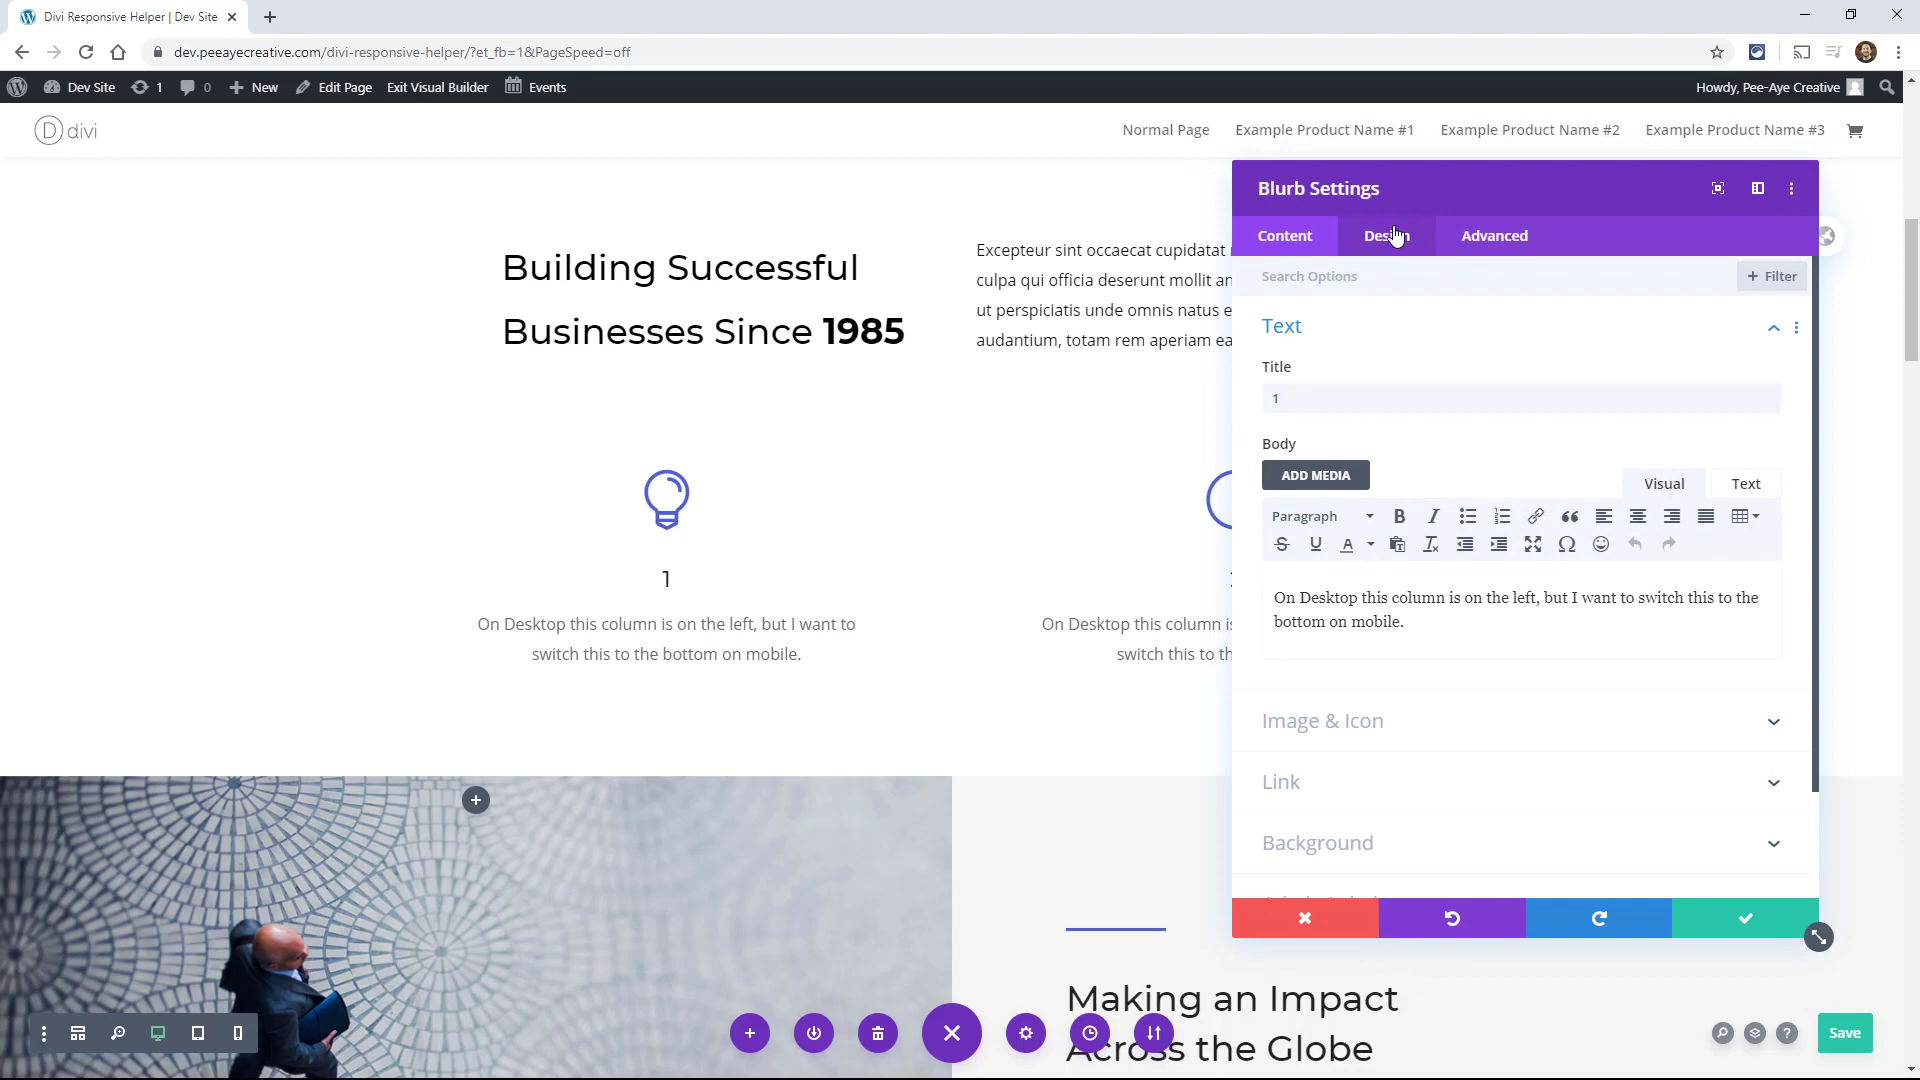 Divi Responsive Helper | Dev Site
dev.peeayecreative.com/divi-responsive-helper/?et_fb=1&PageSpeed=off
Dev Site
1
0
New
Edit Page
Exit Visual Builder
Events
Howdy, Pee-Aye Creative
D divi
Normal Page
Example Product Name #1
Example Product Name #2
Example Product Name #3
Building Successful
Businesses Since 1985
Excepteur sint occaecat cupidatat
culpa qui officia deserunt mollit
ut perspiciatis unde omnis natus
audantium, totam rem aperiam
1
On Desktop this column is on the left, but I want to
switch this to the bottom on mobile.
On Desktop this column
switch this to
Blurb Settings
Content
Design
Advanced
Search Options
+ Filter
Text
Title
1
Body
ADD MEDIA
Visual
Text
Paragraph
On Desktop this column is on the left, but I want to switch this to the
bottom on mobile.
Image & Icon
Link
Background
Making an Impact
Across the Globe
Save